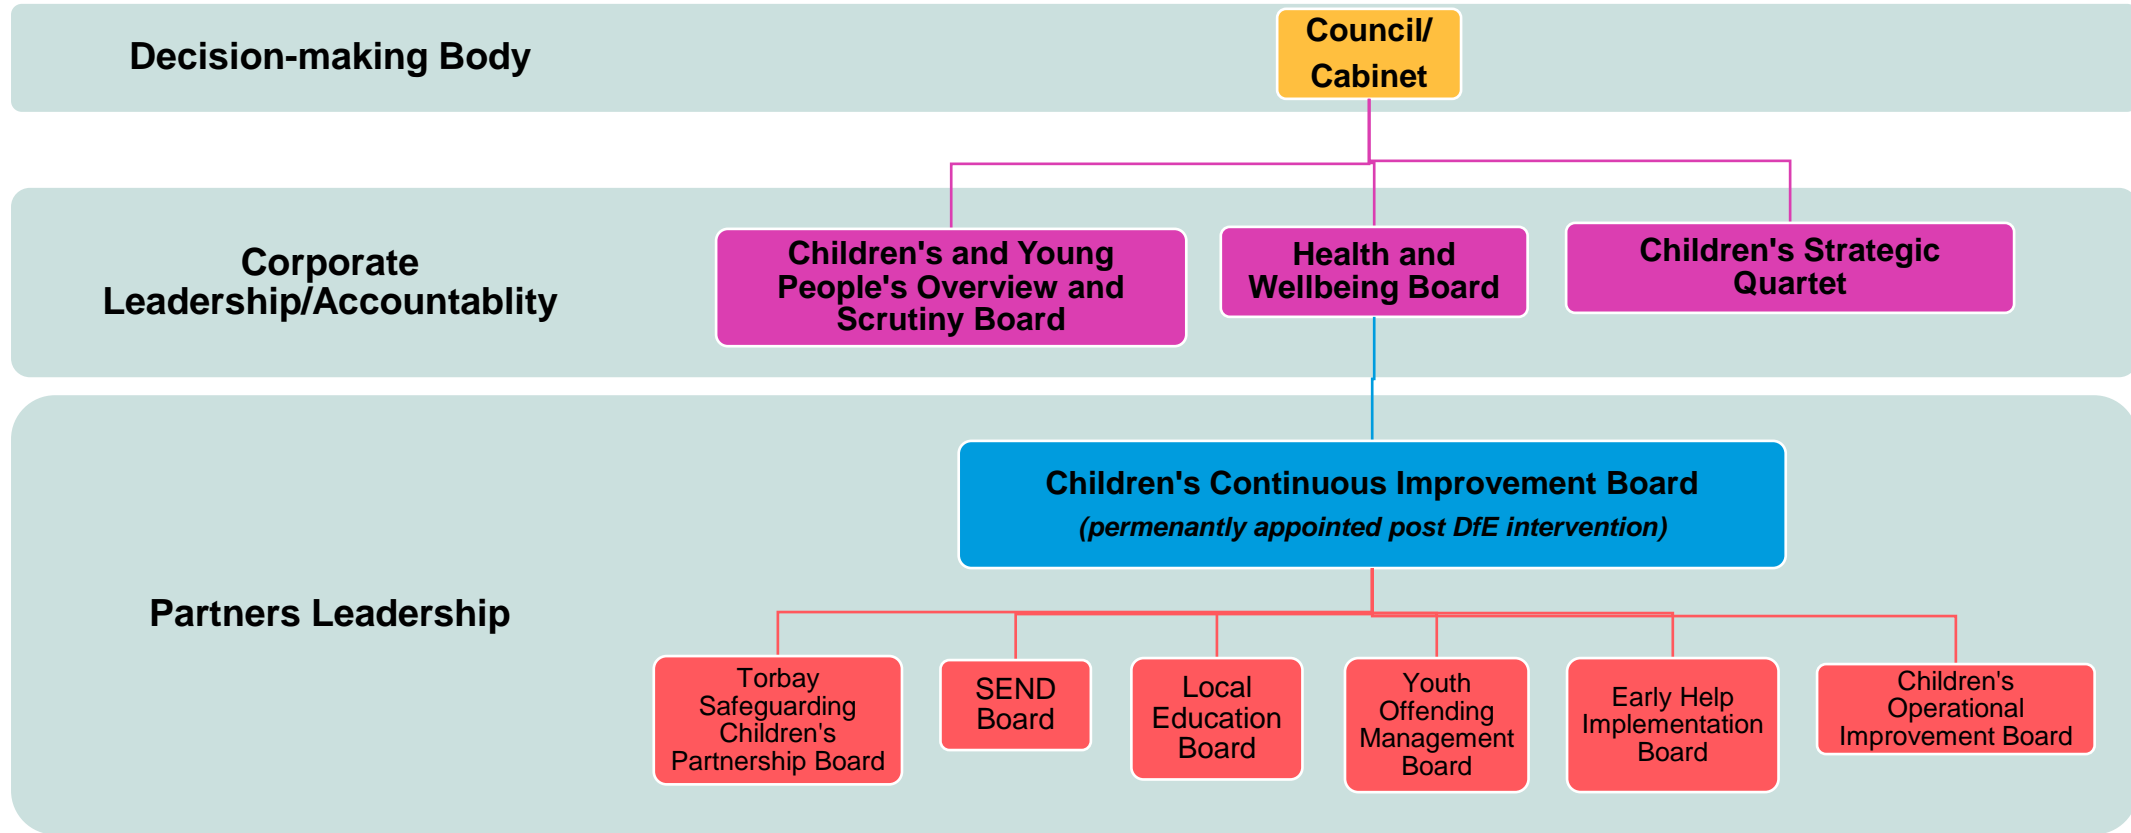 Decision-making Body
Council/
Cabinet
Corporate
Leadership/Accountablity
Children's and Young
People's Overview and
Scrutiny Board
Health and
Wellbeing Board
Children's Strategic
Quartet
Partners Leadership
Children's Continuous Improvement Board
(permenantly appointed post DfE intervention)
Torbay
Safeguarding
Children's
Partnership Board
SEND
Board
Local
Education
Board
Youth
Offending
Management
Board
Early Help
Implementation
Board
Children's
Operational
Improvement Board